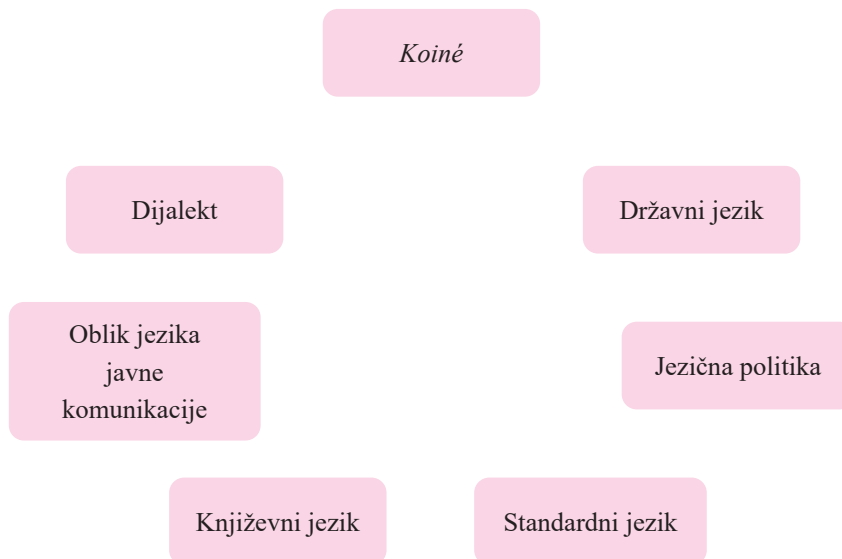 Koiné
Dijalekt
Državni jezik
Oblik jezika
javne
komunikacije
Jezična politika
Književni jezik
Standardni jezik